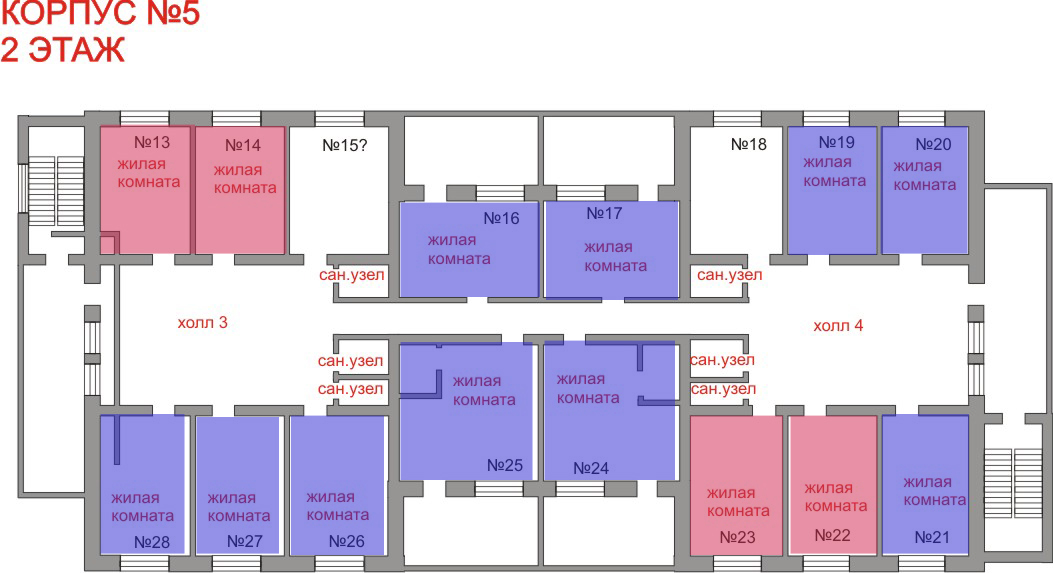 КОРПУС №5
2 ЭТАЖ
№13
жилая
комната
№14
жилая
комната
№15?
№18
№19
жилая
комната
№20
жилая
комната
№16
жилая
комната
№17
жилая
комната
сан.узел
сан.узел
холл 3
холл 4
сан.узел
сан.узел
сан.узел
сан.узел
жилая
комната
№25
жилая
комната
№24
жилая
комната
№28
жилая
комната
№27
жилая
комната
№26
жилая
комната
№23
жилая
комната
№22
жилая
комната
№21